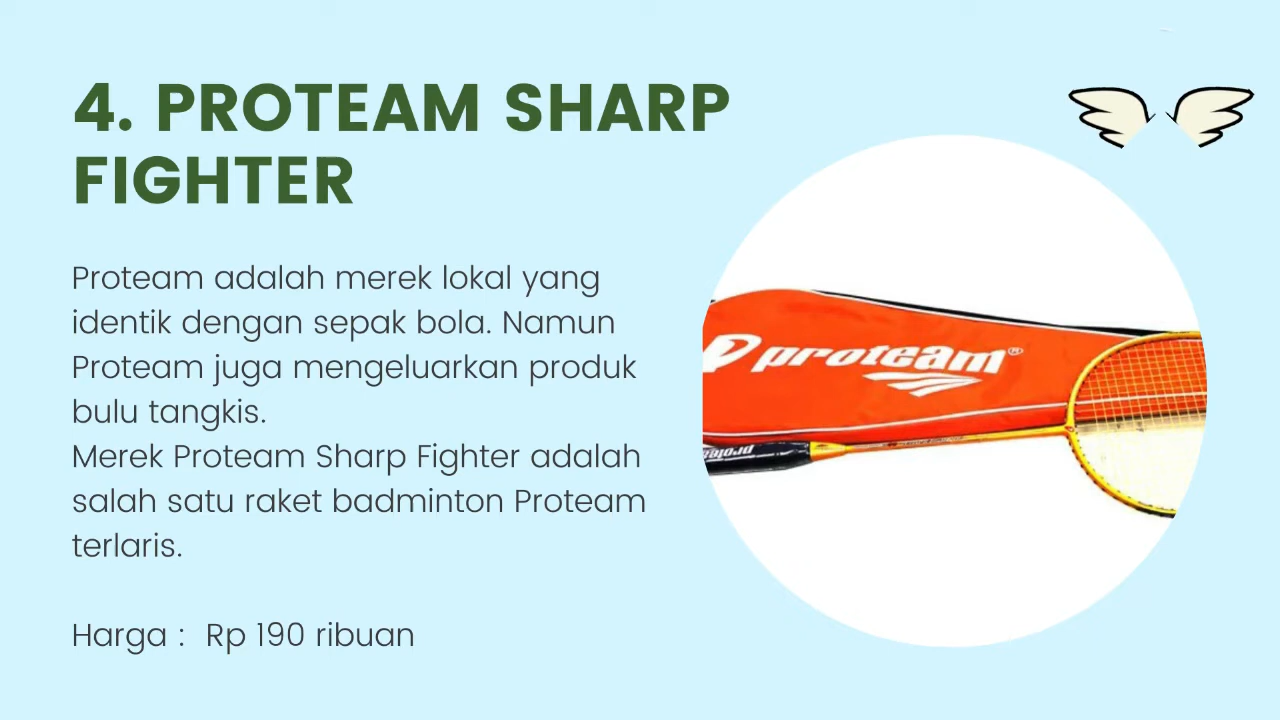 4. PROTEAM SHARP
FIGHTER
Proteam adalah merek lokal yang
identik dengan sepak bola. Namun
Proteam juga mengeluarkan produk
bulu tangkis.
Merek Proteam Sharp Fighter adalah
salah satu raket badminton Proteam
terlaris.
Harga : Rp 190 ribuan
proteam®